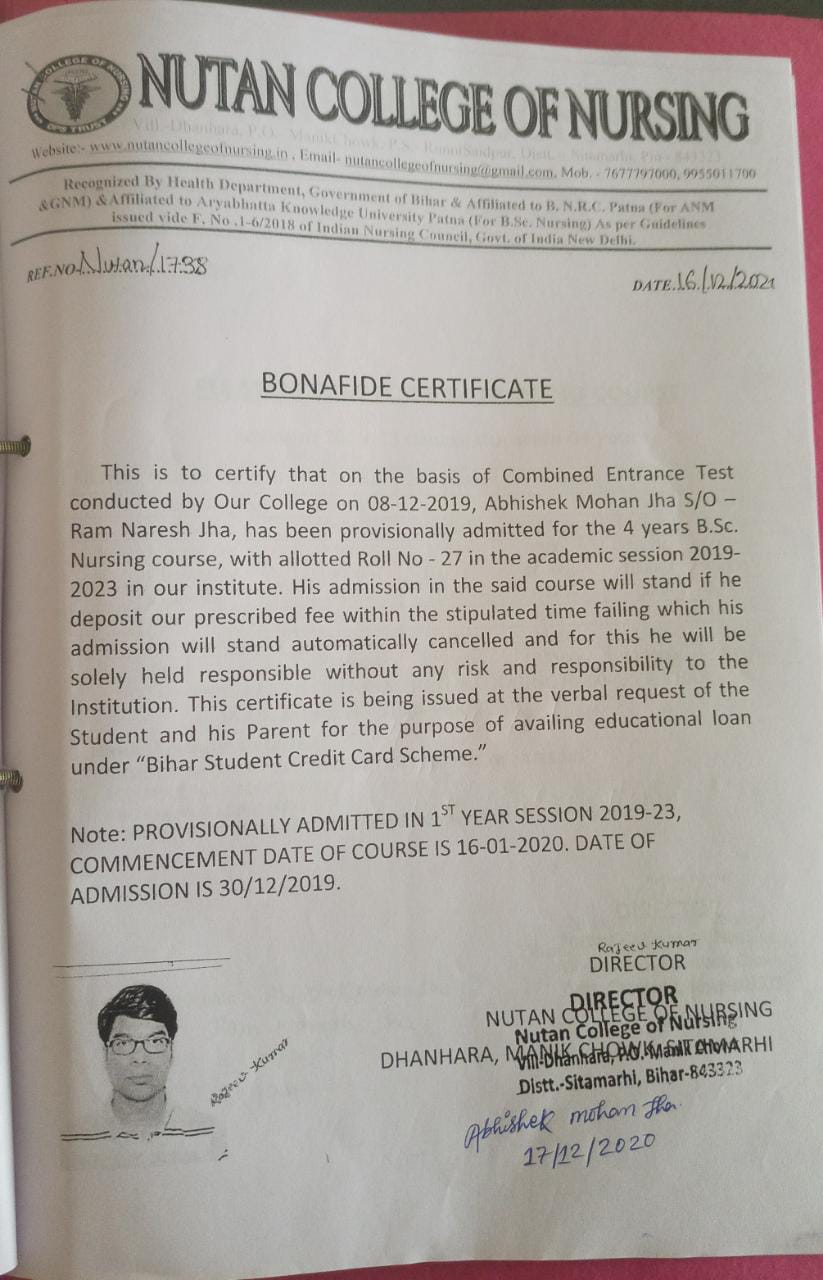 NUTAN COLLEGE OF NURSING
Vill.-Dhanhara, P.O. - ManikChowk, P.S.- RunniSaidpur, Distt. - Sitamarhi, Pin - 843323
Website:- www.nutancollegeofnursing.in , Email- nutancollegeofnursing@gmail.com, Mob. - 7677797000, 9955011700
Recognized By Health Department, Government of Bihar & Affiliated to B. N.R.C. Patna (For ANM
&GNM) & Affiliated to Aryabhatta Knowledge University Patna (For B.Sc. Nursing) As per Guidelines
issued vide F. No .1-6/2018 of Indian Nursing Council, Govt. of India New Delhi.
REF.NO Nutan/1738
DATE 16/12/2021
BONAFIDE CERTIFICATE
This is to certify that on the basis of Combined Entrance Test
conducted by Our College on 08-12-2019, Abhishek Mohan Jha S/O –
Ram Naresh Jha, has been provisionally admitted for the 4 years B.Sc.
Nursing course, with allotted Roll No - 27 in the academic session 2019-
2023 in our institute. His admission in the said course will stand if he
deposit our prescribed fee within the stipulated time failing which his
admission will stand automatically cancelled and for this he will be
solely held responsible without any risk and responsibility to the
Institution. This certificate is being issued at the verbal request of the
Student and his Parent for the purpose of availing educational loan
under “Bihar Student Credit Card Scheme.”
Note: PROVISIONALLY ADMITTED IN 1ST YEAR SESSION 2019-23,
COMMENCEMENT DATE OF COURSE IS 16-01-2020. DATE OF
ADMISSION IS 30/12/2019.
Rajeev Kumar
DIRECTOR
DIRECTOR
NUTAN COLLEGE OF NURSING
Nutan College of Nursing
DHANHARA, MANIK CHOWK, SITAMARHI
Vill-Dhanhara, P.O.-Manik Chowk
Distt.-Sitamarhi, Bihar-843323
Rajeev Kumar
Abhishek mohan Jha
17/12/2020